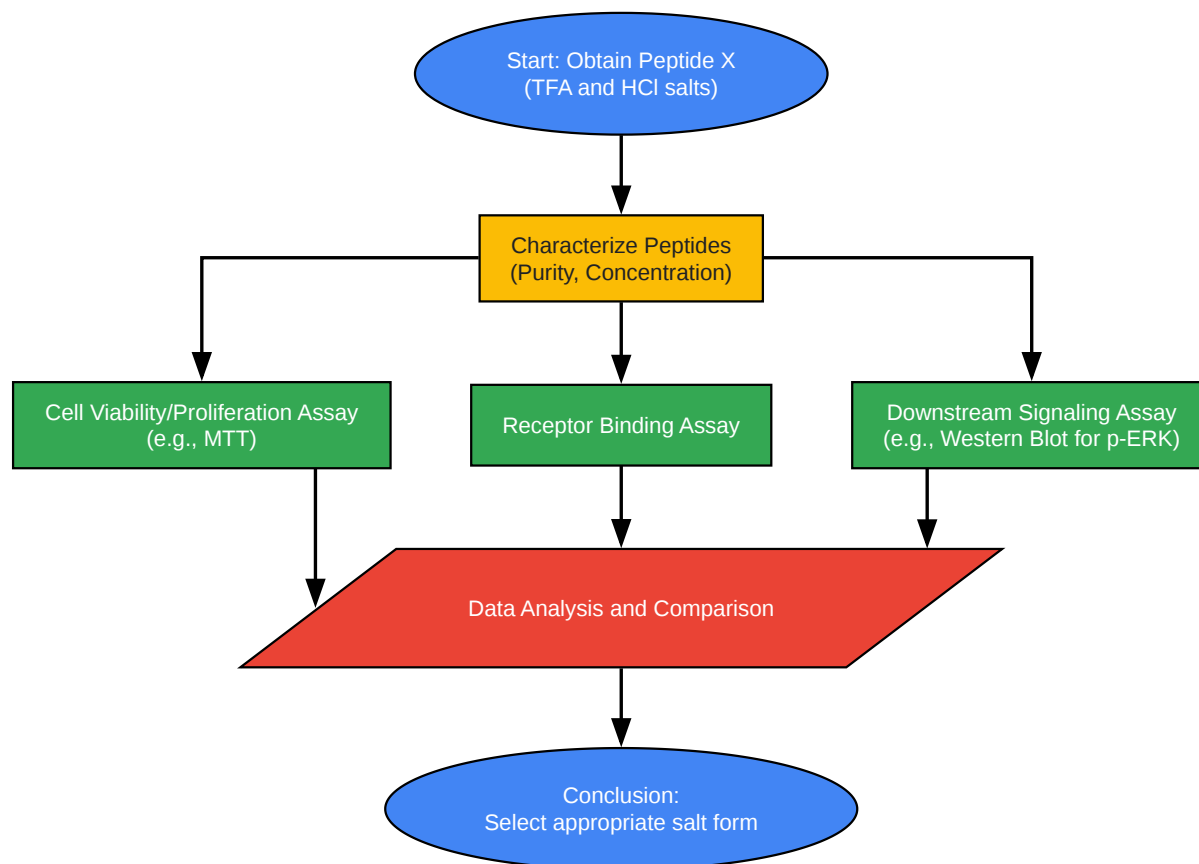 Start: Obtain Peptide X
(TFA and HCl salts)
Characterize Peptides
(Purity, Concentration)
Cell Viability/Proliferation Assay
(e.g., MTT)
Receptor Binding Assay
Downstream Signaling Assay
(e.g., Western Blot for p-ERK)
Data Analysis and Comparison
Conclusion:
Select appropriate salt form